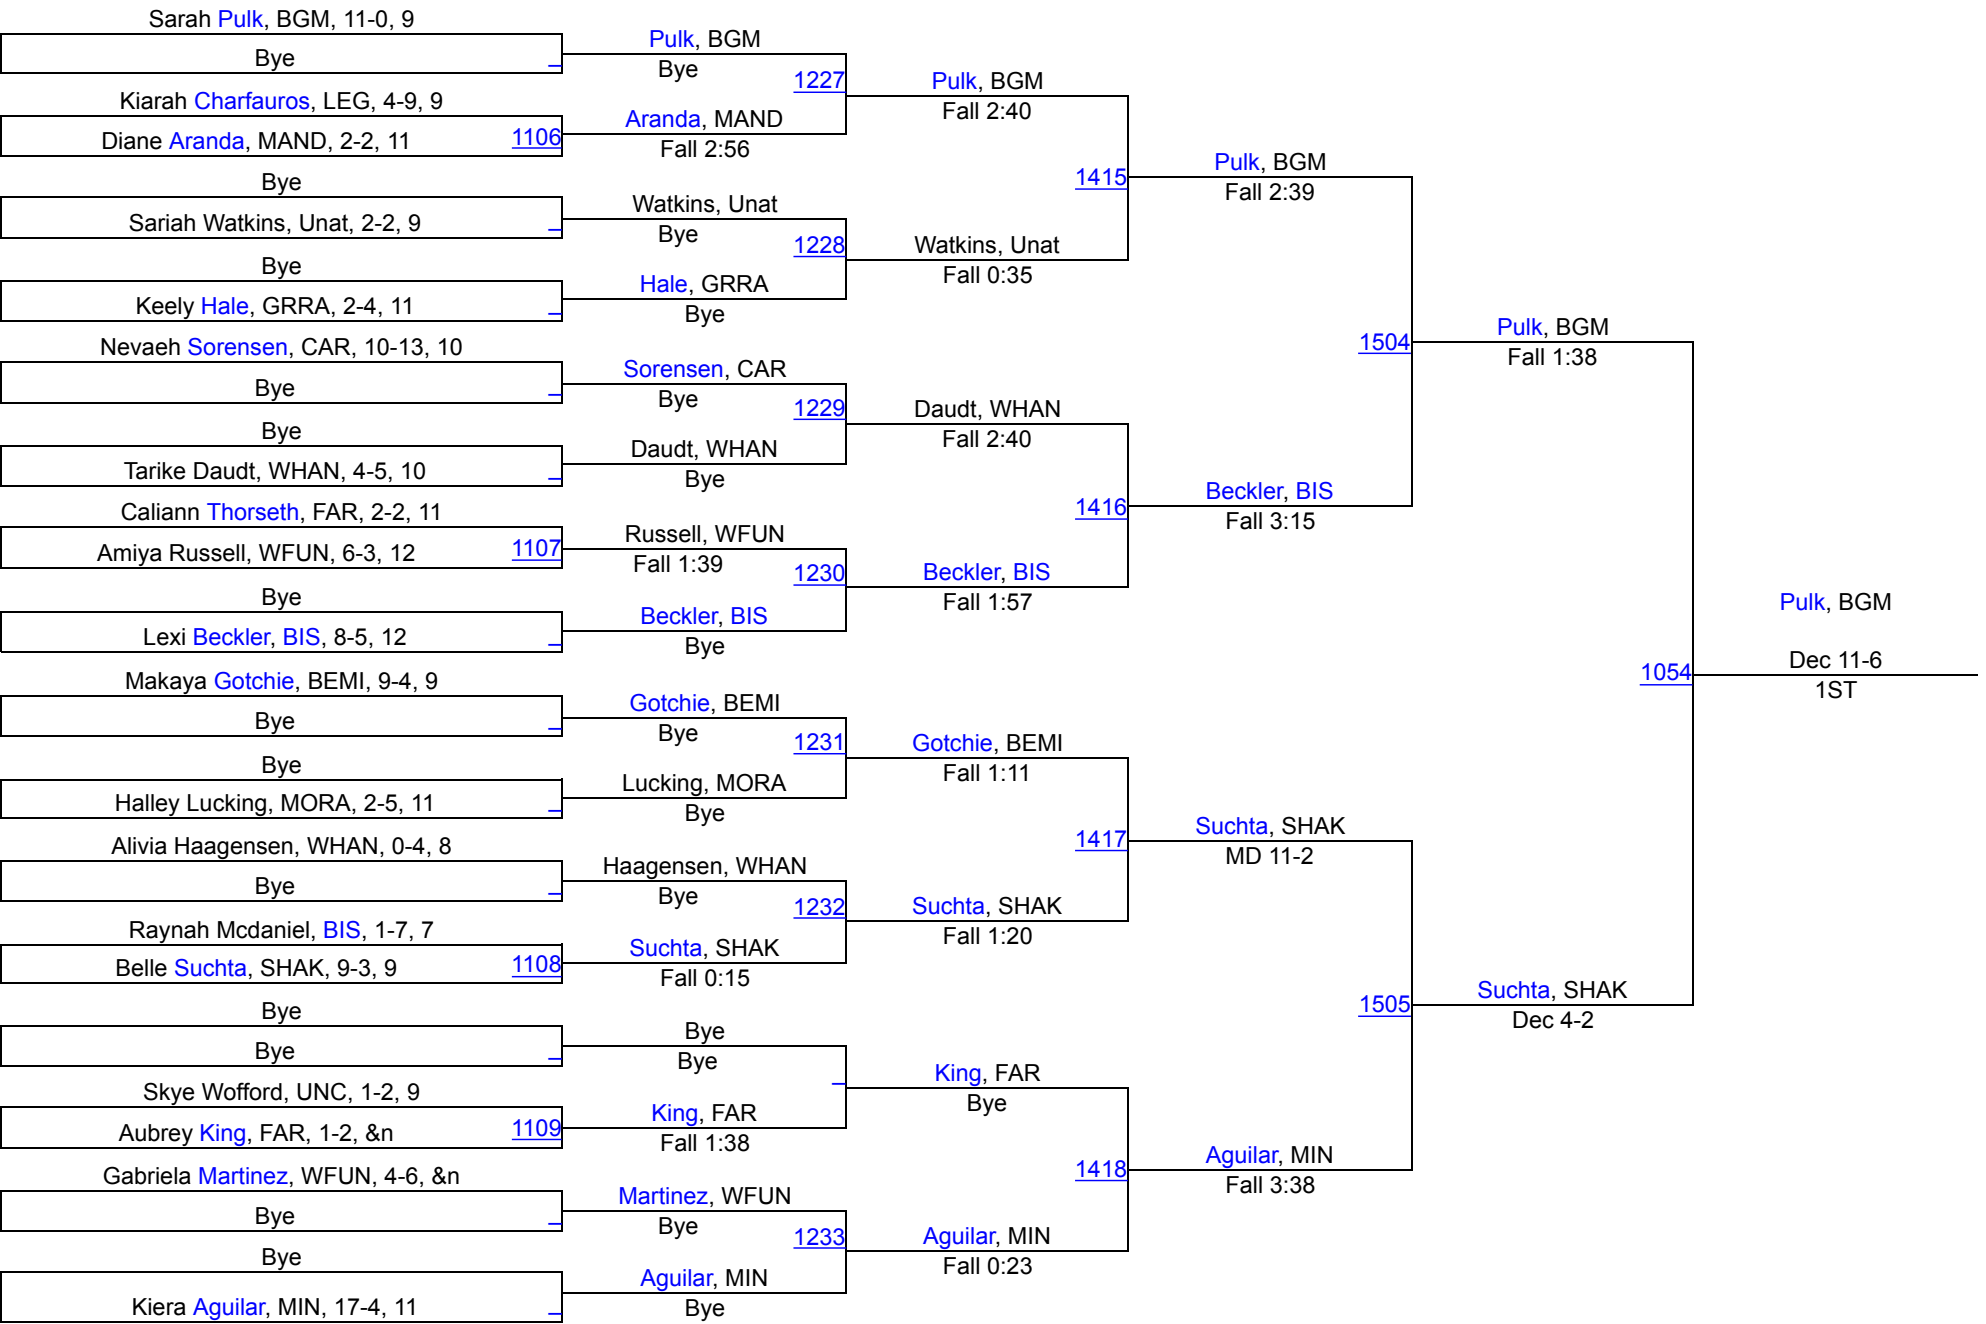 Sarah Pulk, BGM, 11-0, 9
Bye
Kiarah Charfauros, LEG, 4-9, 9
Diane Aranda, MAND, 2-2, 11
1106
Bye
Sariah Watkins, Unat, 2-2, 9
Bye
Keely Hale, GRRA, 2-4, 11
Nevaeh Sorensen, CAR, 10-13, 10
Bye
Bye
Tarike Daudt, WHAN, 4-5, 10
Caliann Thorseth, FAR, 2-2, 11
Amiya Russell, WFUN, 6-3, 12
1107
Bye
Lexi Beckler, BIS, 8-5, 12
Makaya Gotchie, BEMI, 9-4, 9
Bye
Bye
Halley Lucking, MORA, 2-5, 11
Alivia Haagensen, WHAN, 0-4, 8
Bye
Raynah Mcdaniel, BIS, 1-7, 7
Belle Suchta, SHAK, 9-3, 9
1108
Bye
Bye
Skye Wofford, UNC, 1-2, 9
Aubrey King, FAR, 1-2, &n
1109
Gabriela Martinez, WFUN, 4-6, &n
Bye
Bye
Kiera Aguilar, MIN, 17-4, 11
Pulk, BGM
Bye
1227
Aranda, MAND
Fall 2:56
Watkins, Unat
Bye
1228
Hale, GRRA
Bye
Sorensen, CAR
Bye
1229
Daudt, WHAN
Bye
Russell, WFUN
Fall 1:39
1230
Beckler, BIS
Bye
Gotchie, BEMI
Bye
1231
Lucking, MORA
Bye
Haagensen, WHAN
Bye
1232
Suchta, SHAK
Fall 0:15
Bye
Bye
King, FAR
Fall 1:38
Martinez, WFUN
Bye
1233
Aguilar, MIN
Bye
Pulk, BGM
Fall 2:40
1415
Watkins, Unat
Fall 0:35
Daudt, WHAN
Fall 2:40
1416
Beckler, BIS
Fall 1:57
Gotchie, BEMI
Fall 1:11
1417
Suchta, SHAK
Fall 1:20
King, FAR
Bye
1418
Aguilar, MIN
Fall 0:23
Pulk, BGM
Fall 2:39
1504
Beckler, BIS
Fall 3:15
Suchta, SHAK
MD 11-2
1505
Aguilar, MIN
Fall 3:38
Pulk, BGM
Fall 1:38
1054
Suchta, SHAK
Dec 4-2
Pulk, BGM
Dec 11-6
1ST